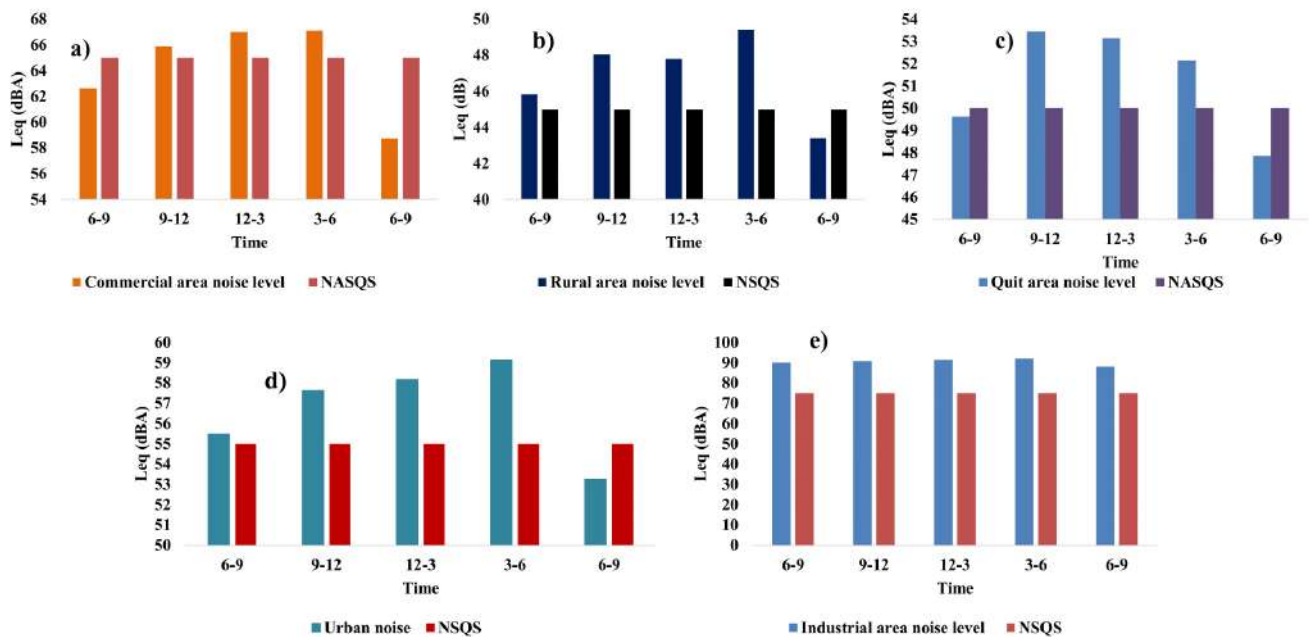 a)
Leq (dBA)
68
66
64
62
60
58
56
54
6-9 9-12 12-3 3-6 6-9
Time
Commercial area noise level NASQS
b)
Leq (dB)
50
48
46
44
42
40
6-9 9-12 12-3 3-6 6-9
Time
Rural area noise level NSQS
c)
Leq (dBA)
54
53
52
51
50
49
48
47
46
45
6-9 9-12 12-3 3-6 6-9
Time
Quit area noise level NASQS
d)
Leq (dBA)
60
59
58
57
56
55
54
53
52
51
50
6-9 9-12 12-3 3-6 6-9
Time
Urban noise NSQS
e)
Leq (dBA)
100
90
80
70
60
50
40
30
20
10
0
6-9 9-12 12-3 3-6 6-9
Time
Industrial area noise level NSQS